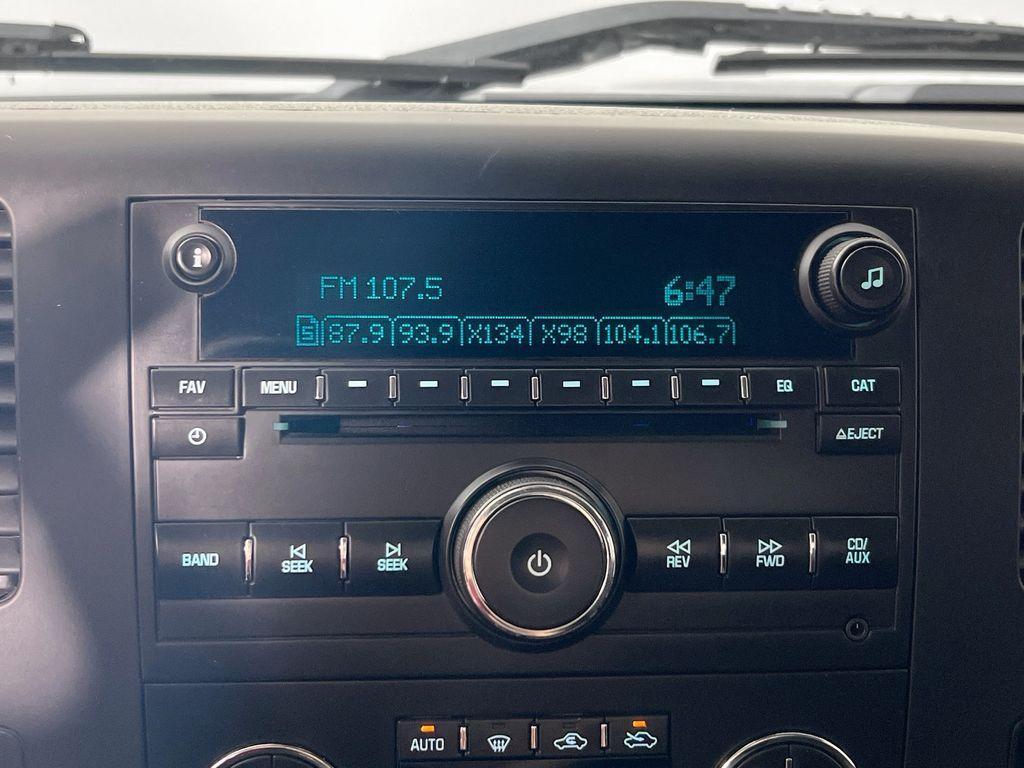 FM 107.5 6:47
5 87.9 93.9 X134 X98 104.1 106.7
FAV MENU EQ CAT
EJECT
BAND SEEK SEEK REV FWD CD/
AUX
AUTO